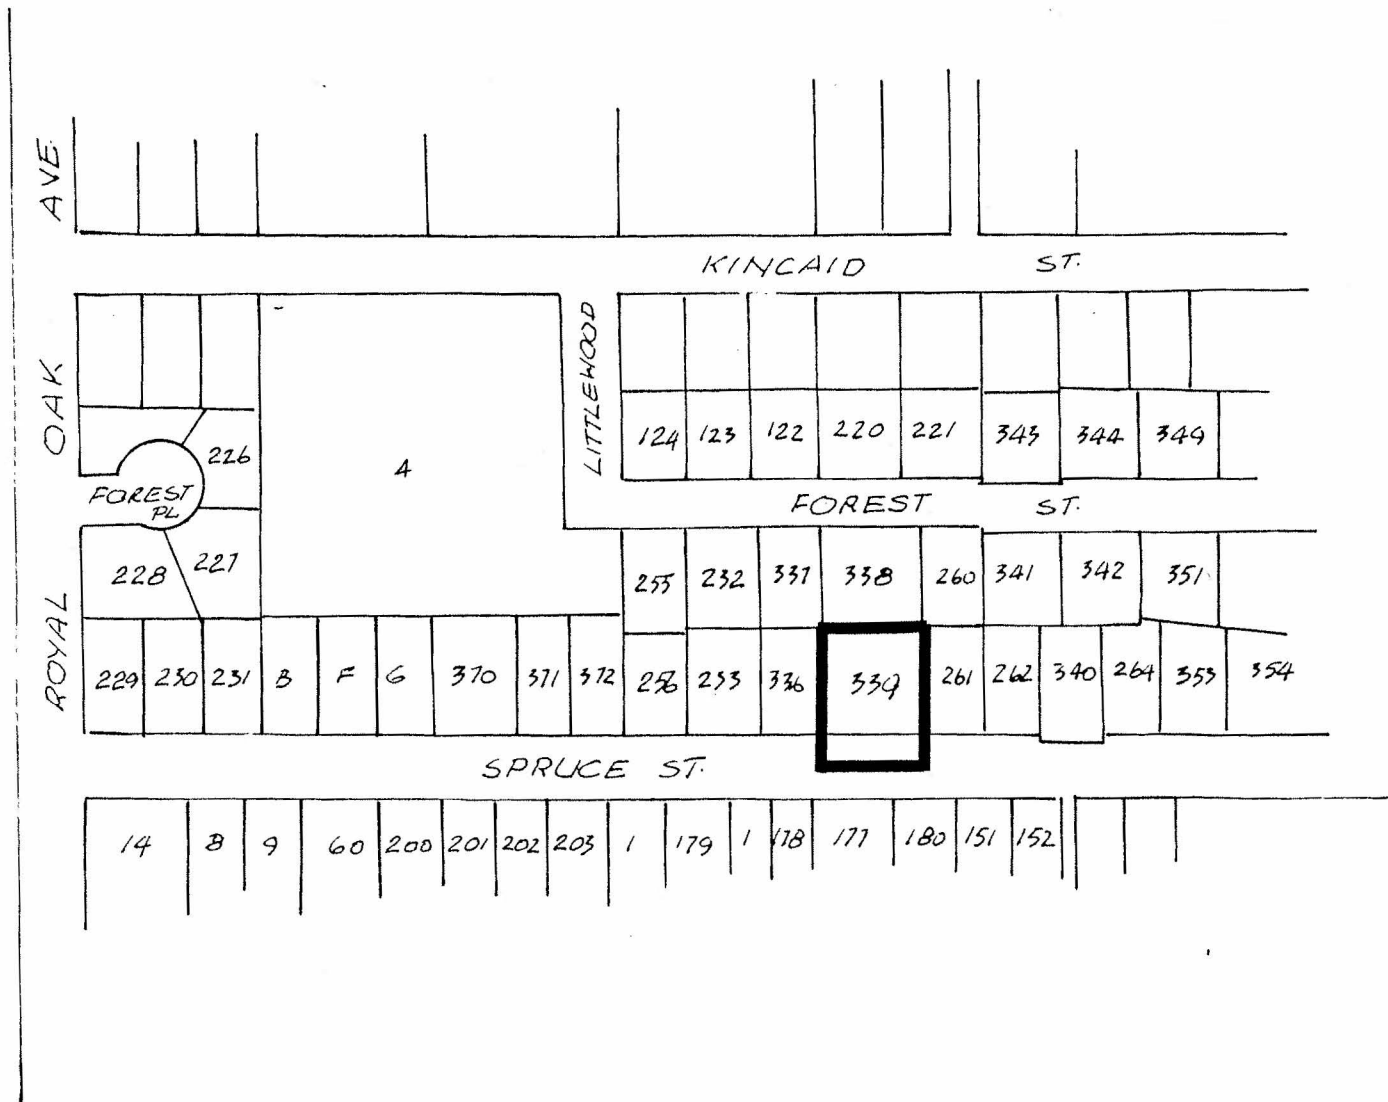 AVE.
OAK
ROYAL
KINCAID ST.
LITTLEWOOD
124 123 122 220 221 343 344 349
226
4
FOREST
PL
FOREST ST.
228 227
255 232 337 338 260 341 342 351
229 230 231 B F G 370 371 372 256 233 336 339 261 262 340 264 353 354
SPRUCE ST.
14 8 9 60 200 201 202 203 1 179 1 178 177 180 151 152